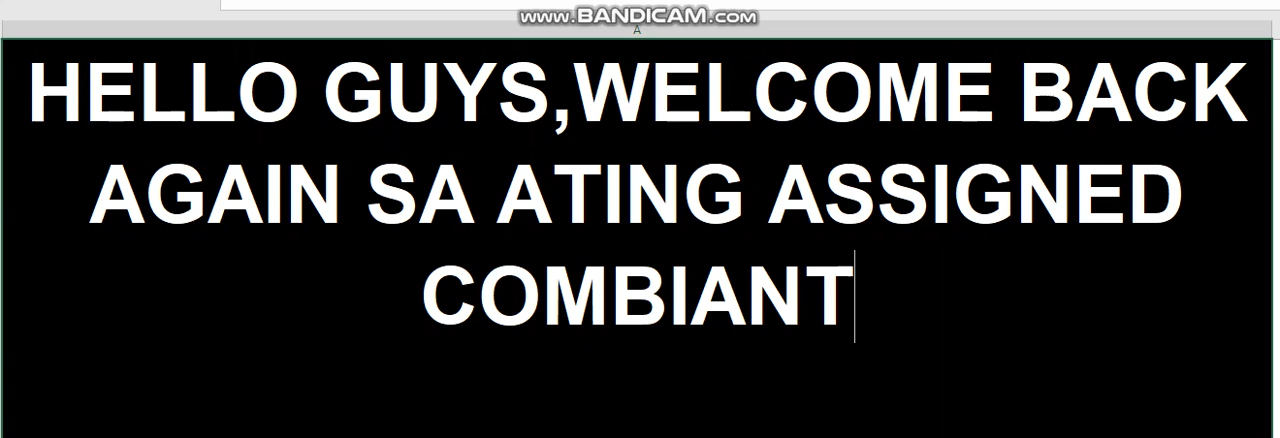 www.BANDICAM.com
A
HELLO GUYS,WELCOME BACK
AGAIN SA ATING ASSIGNED
COMBIANT